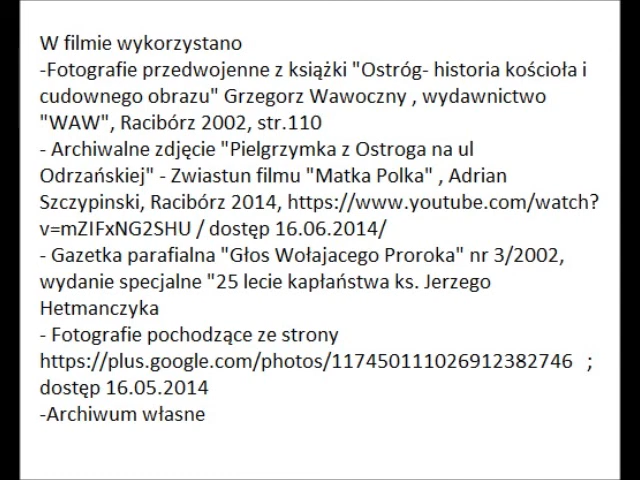 W filmie wykorzystano
-Fotografie przedwojenne z książki "Ostróg- historia kościoła i
cudownego obrazu" Grzegorz Wawoczny , wydawnictwo
"WAW", Racibórz 2002, str.110
- Archiwalne zdjęcie "Pielgrzymka z Ostroga na ul
Odrzańskiej" - Zwiastun filmu "Matka Polka" , Adrian
Szczypinski, Racibórz 2014, https://www.youtube.com/watch?
v=mZIFxNG2SHU / dostęp 16.06.2014/
- Gazetka parafialna "Głos Wołajacego Proroka" nr 3/2002,
wydanie specjalne "25 lecie kapłaństwa ks. Jerzego
Hetmanczyka
- Fotografie pochodzące ze strony
https://plus.google.com/photos/117450111026912382746 ;
dostęp 16.05.2014
-Archiwum własne